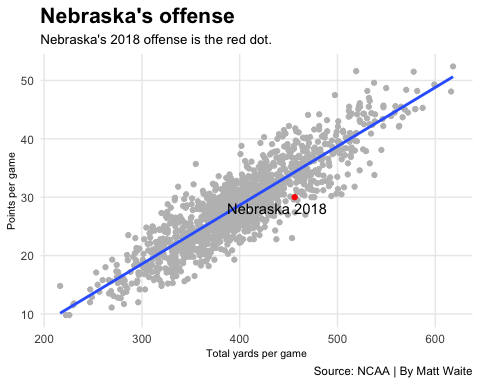 Nebraska's offense
Nebraska's 2018 offense is the red dot.
Points per game
50
40
30
20
10
Nebraska 2018
200
300
400
500
600
Total yards per game
Source: NCAA | By Matt Waite